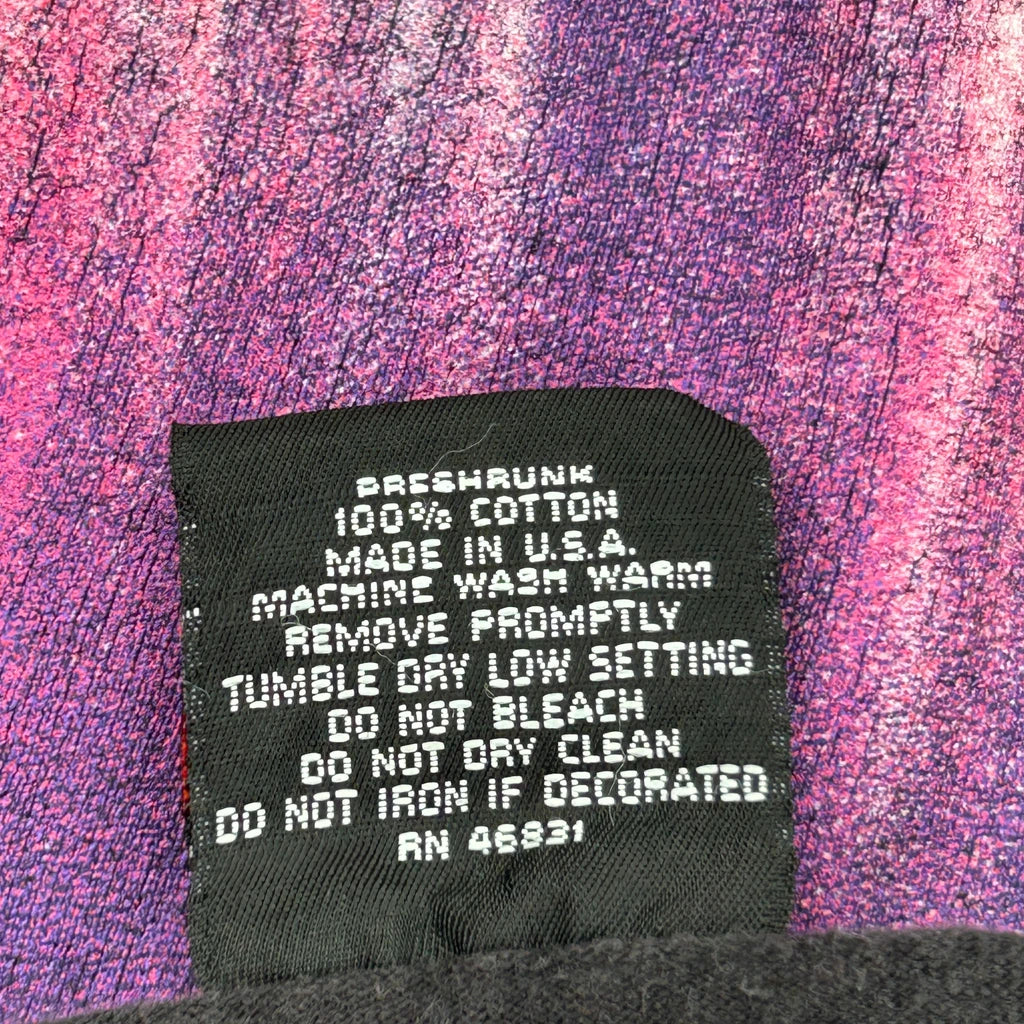 PRESHRUNK
100% COTTON
MADE IN U.S.A.
MACHINE WASH WARM
REMOVE PROMPTLY
TUMBLE DRY LOW SETTING
DO NOT BLEACH
DO NOT DRY CLEAN
DO NOT IRON IF DECORATED
RN 46831